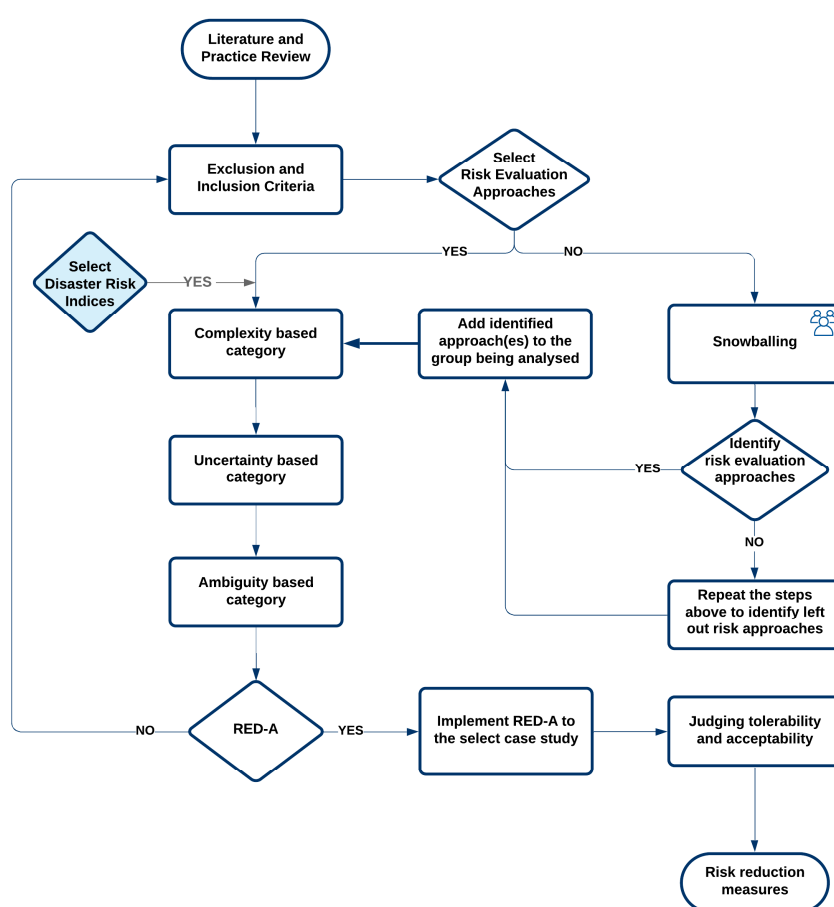 Literature and
Practice Review
Exclusion and
Inclusion Criteria
Select
Risk Evaluation
Approaches
YES
NO
Select
Disaster Risk
Indices
YES
Complexity based
category
Add identified
approach(es) to the
group being analysed
Snowballing
Identify
risk evaluation
approaches
YES
NO
Uncertainty based
category
Ambiguity based
category
Repeat the steps
above to identify left
out risk approaches
RED-A
NO
YES
Implement RED-A to
the select case study
Judging tolerability
and acceptability
Risk reduction
measures